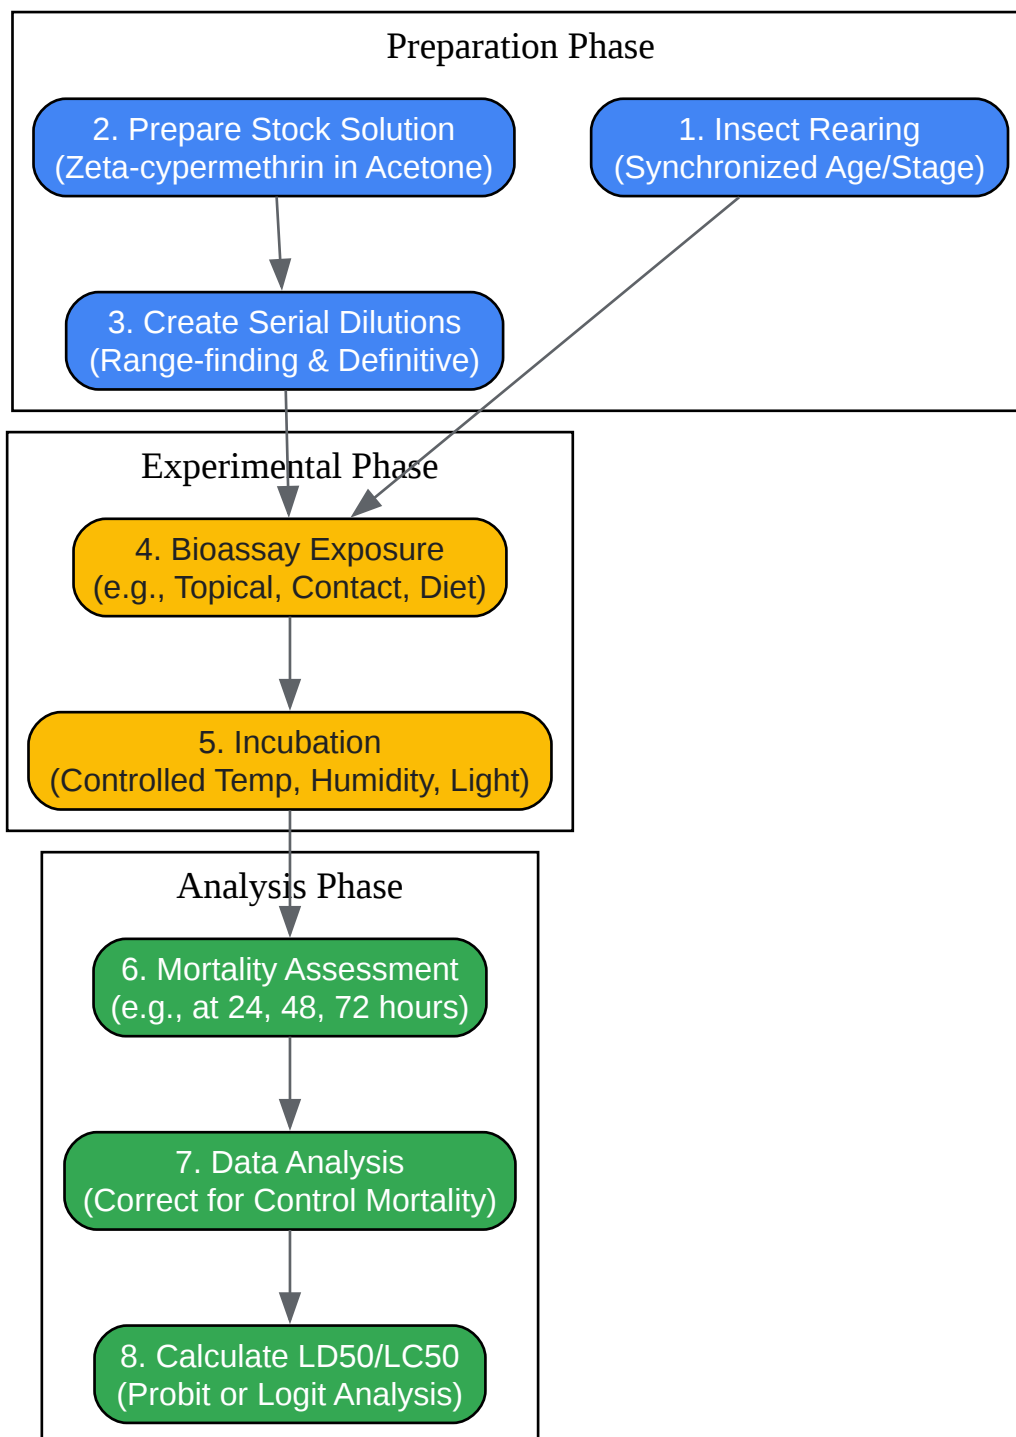 Preparation Phase
2. Prepare Stock Solution
(Zeta-cypermethrin in Acetone)
1. Insect Rearing
(Synchronized Age/Stage)
3. Create Serial Dilutions
(Range-finding & Definitive)
Experimental Phase
4. Bioassay Exposure
(e.g., Topical, Contact, Diet)
5. Incubation
(Controlled Temp, Humidity, Light)
Analysis Phase
6. Mortality Assessment
(e.g., at 24, 48, 72 hours)
7. Data Analysis
(Correct for Control Mortality)
8. Calculate LD50/LC50
(Probit or Logit Analysis)